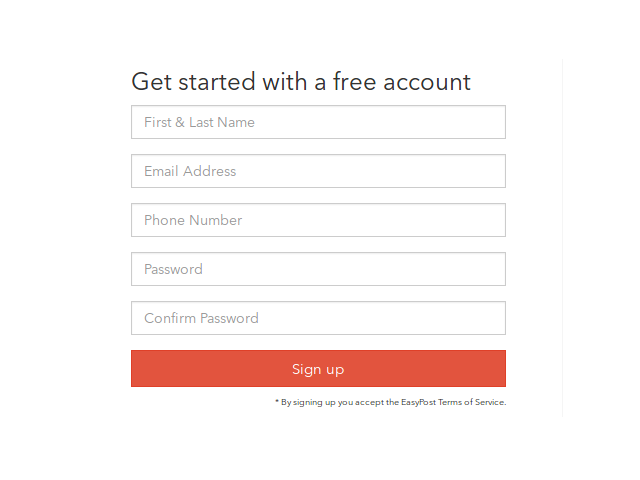 Get started with a free account
First & Last Name
Email Address
Phone Number
Password
Confirm Password
Sign up
* By signing up you accept the EasyPost Terms of Service.